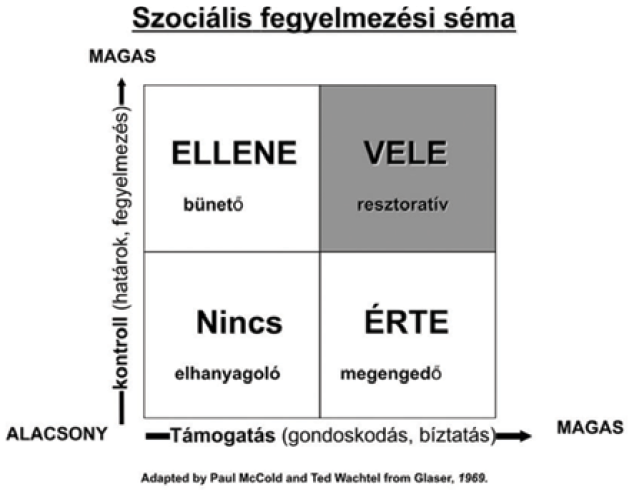 Szociális fegyelmezési séma
MAGAS
kontroll (határok, fegyelmezés)
ELLENE
bünető
VELE
resztoratív
Nincs
elhanyagoló
ÉRTE
megengedő
ALACSONY
Támogatás (gondoskodás, bíztatás)
MAGAS
Adapted by Paul McCold and Ted Wachtel from Glaser, 1969.